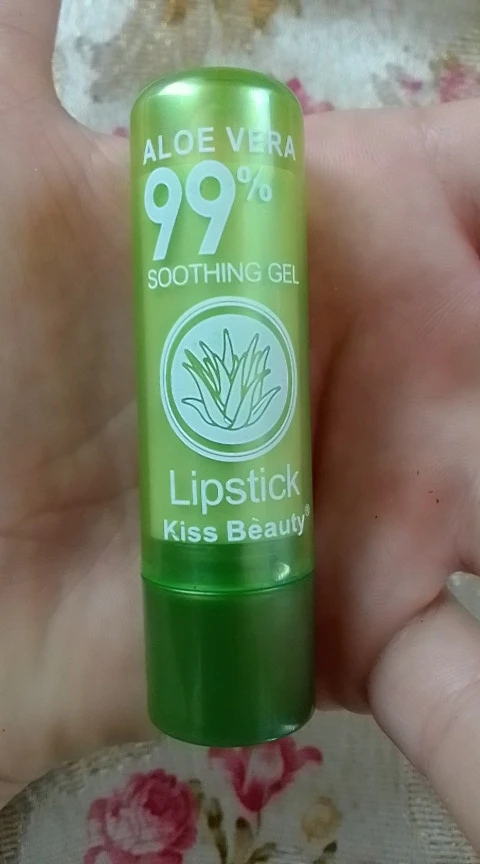 ALOE VERA
99%
SOOTHING GEL
Lipstick
Kiss Bèauty®